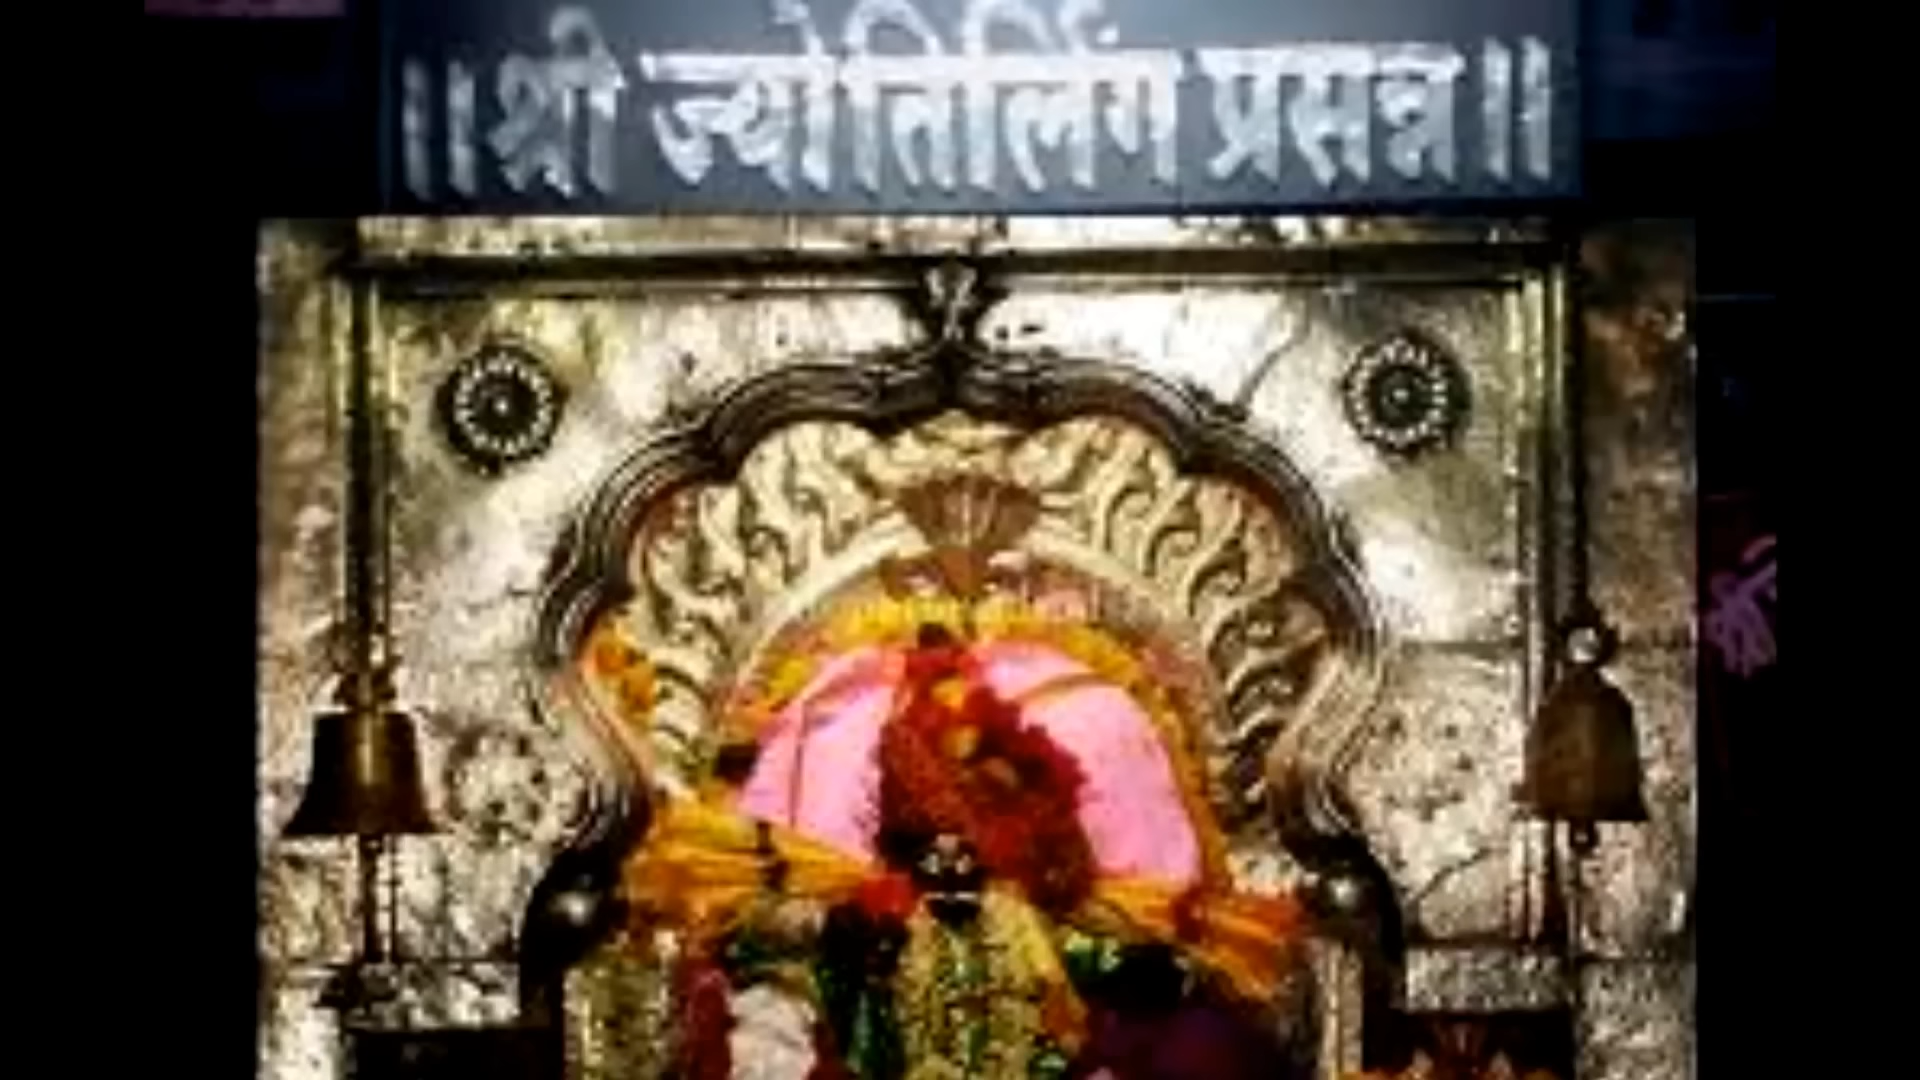 ॥ श्री ज्योतिर्लिंग प्रसन्न ॥